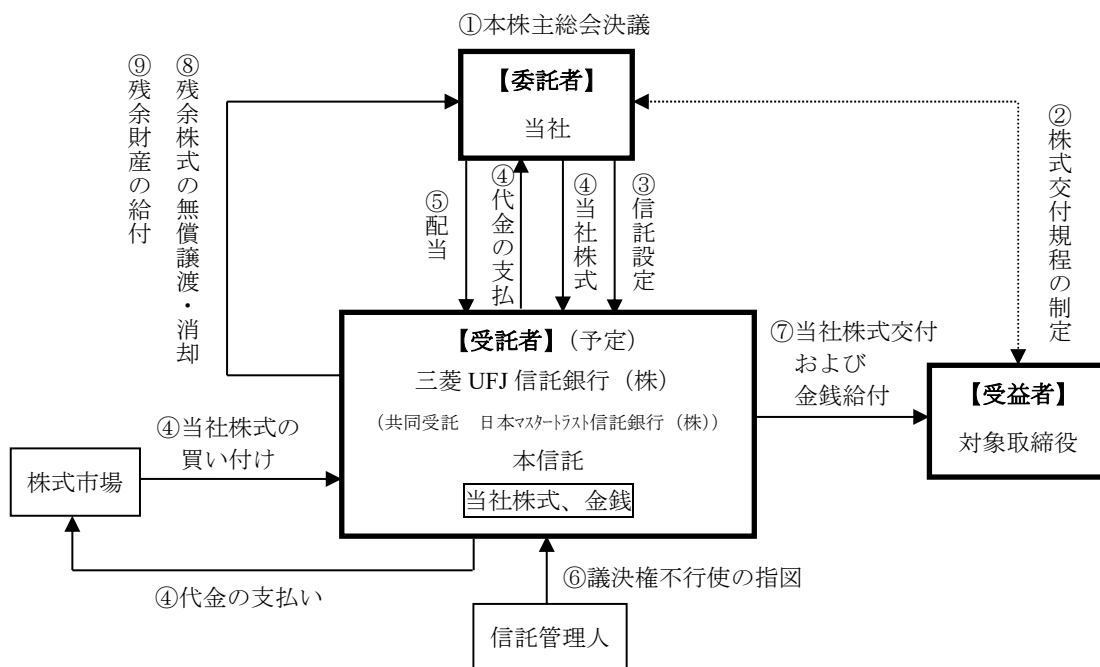 ①本株主総会決議
【委託者】
当社
⑨残余財産の給付
⑧残余株式の無償譲渡・消却
⑤配当
④代金の支払
④当社株式
③信託設定
②株式交付規程の制定
【受託者】(予定)
三菱 UFJ 信託銀行(株)
(共同受託 日本マスタートラスト信託銀行(株))
本信託
当社株式、金銭
⑦当社株式交付
および
金銭給付
【受益者】
対象取締役
④当社株式の
買い付け
株式市場
④代金の支払い
⑥議決権不行使の指図
信託管理人